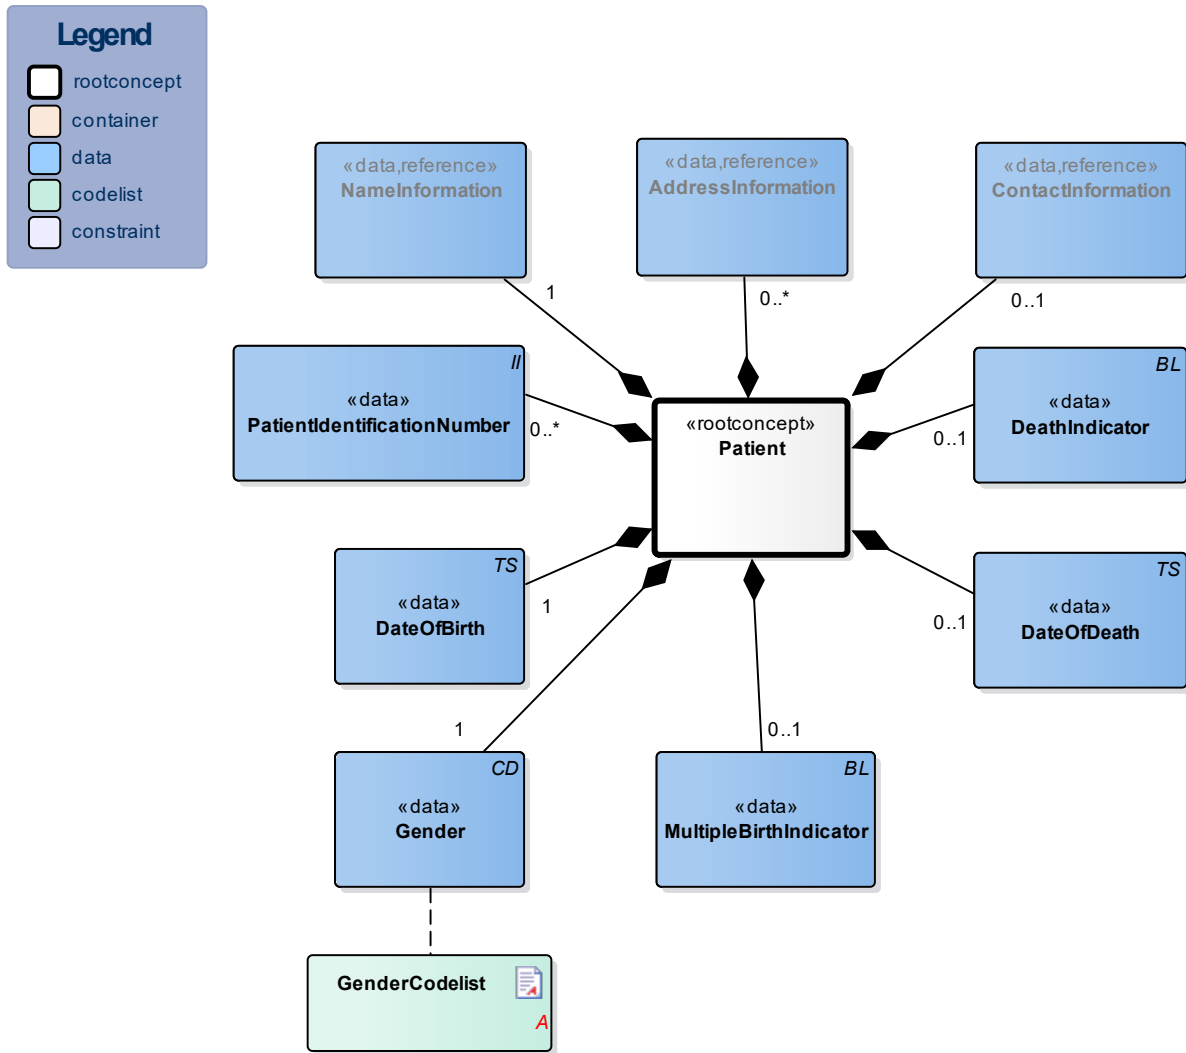 Legend
rootconcept
container
data
codelist
constraint
«data,reference»
NameInformation
«data,reference»
AddressInformation
«data,reference»
ContactInformation
1
0..*
0..1
II
«data»
PatientIdentificationNumber
0..*
«rootconcept»
Patient
BL
«data»
DeathIndicator
0..1
TS
«data»
DateOfBirth
1
TS
«data»
DateOfDeath
0..1
1
0..1
CD
«data»
Gender
BL
«data»
MultipleBirthIndicator
GenderCodelist
A